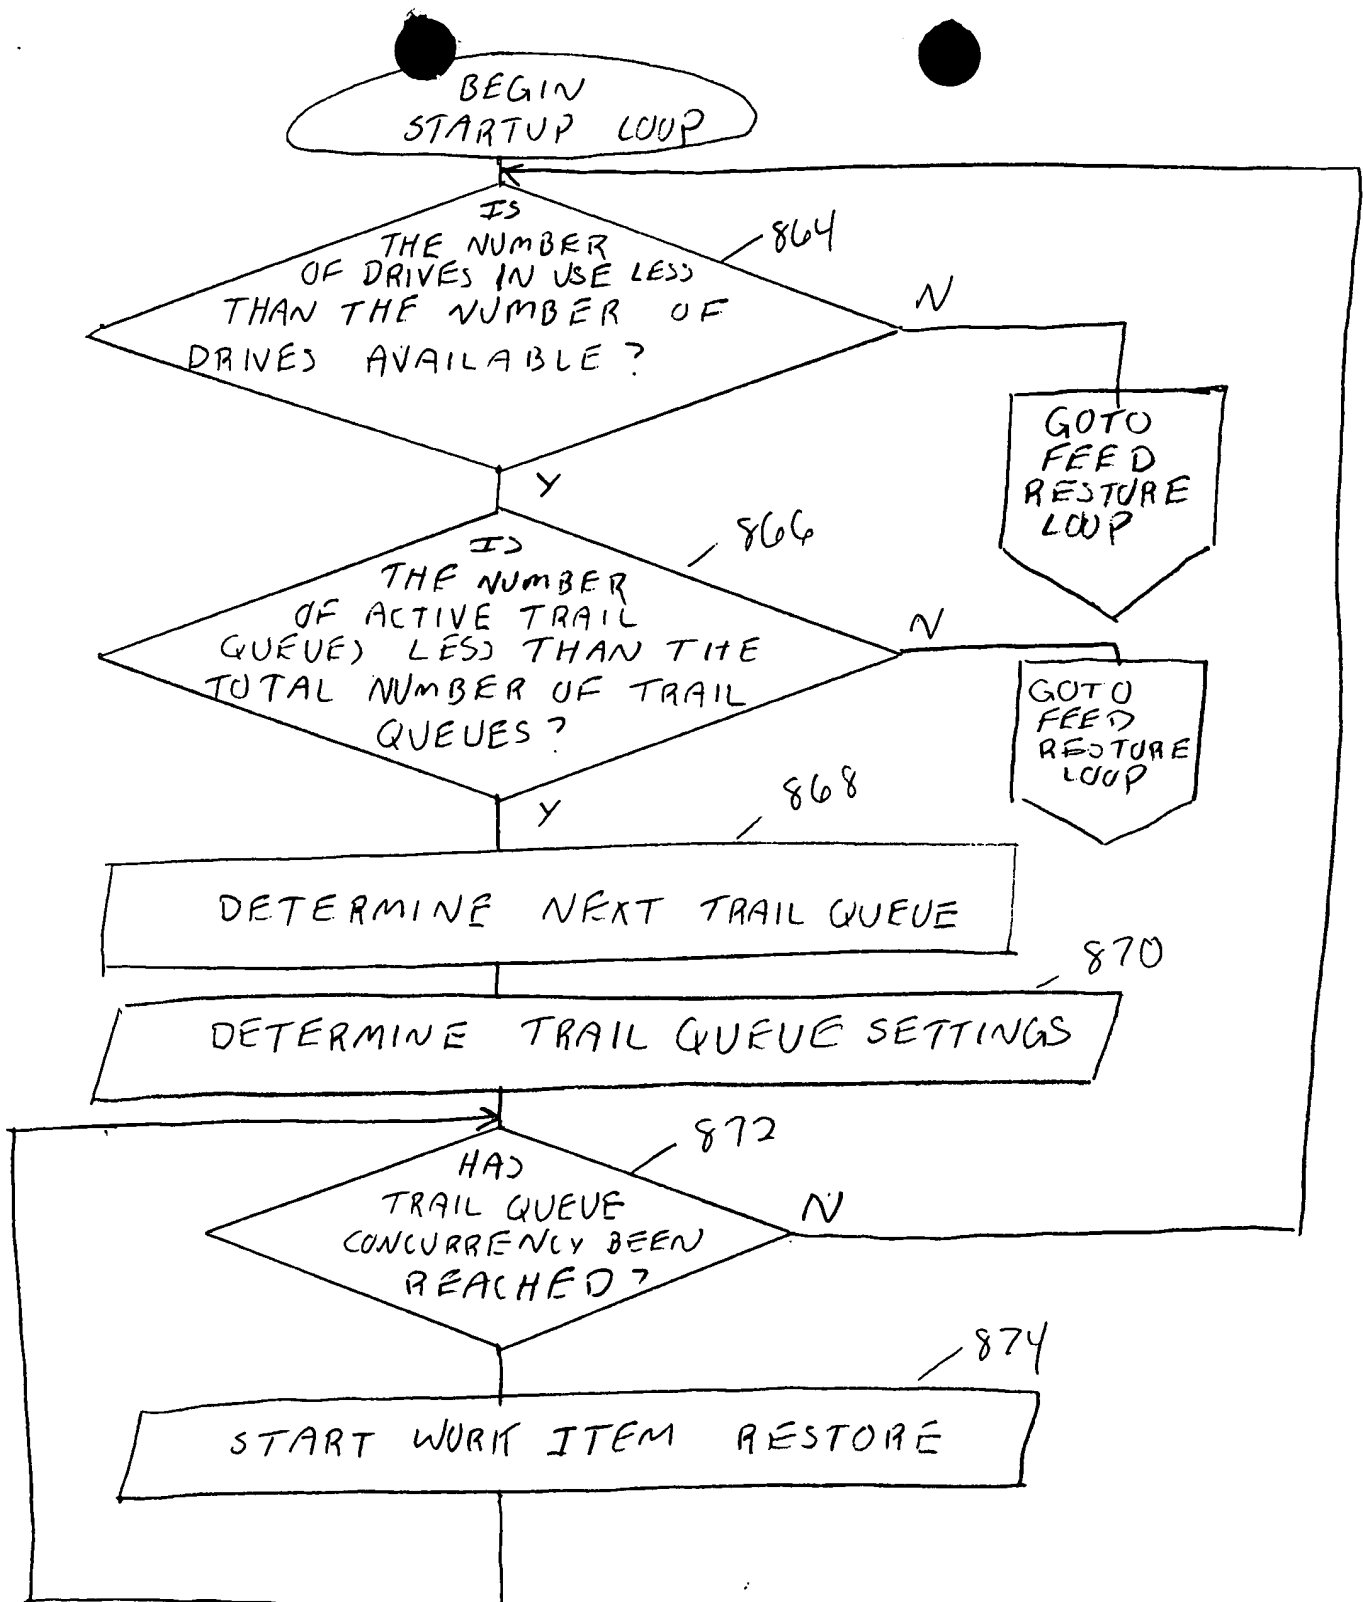 BEGIN
STARTUP LOOP
IS
THE NUMBER
OF DRIVES IN USE LESS
THAN THE NUMBER OF
DRIVES AVAILABLE?
864
N
GOTO
FEED
RESTORE
LOOP
Y
IS
THE NUMBER
OF ACTIVE TRAIL
QUEUES LESS THAN THE
TOTAL NUMBER OF TRAIL
QUEUES?
866
N
GOTO
FEED
RESTORE
LOOP
Y
868
DETERMINE NEXT TRAIL QUEUE
870
DETERMINE TRAIL QUEUE SETTINGS
872
HAS
TRAIL QUEUE
CONCURRENCY BEEN
REACHED?
N
874
START WORK ITEM RESTORE